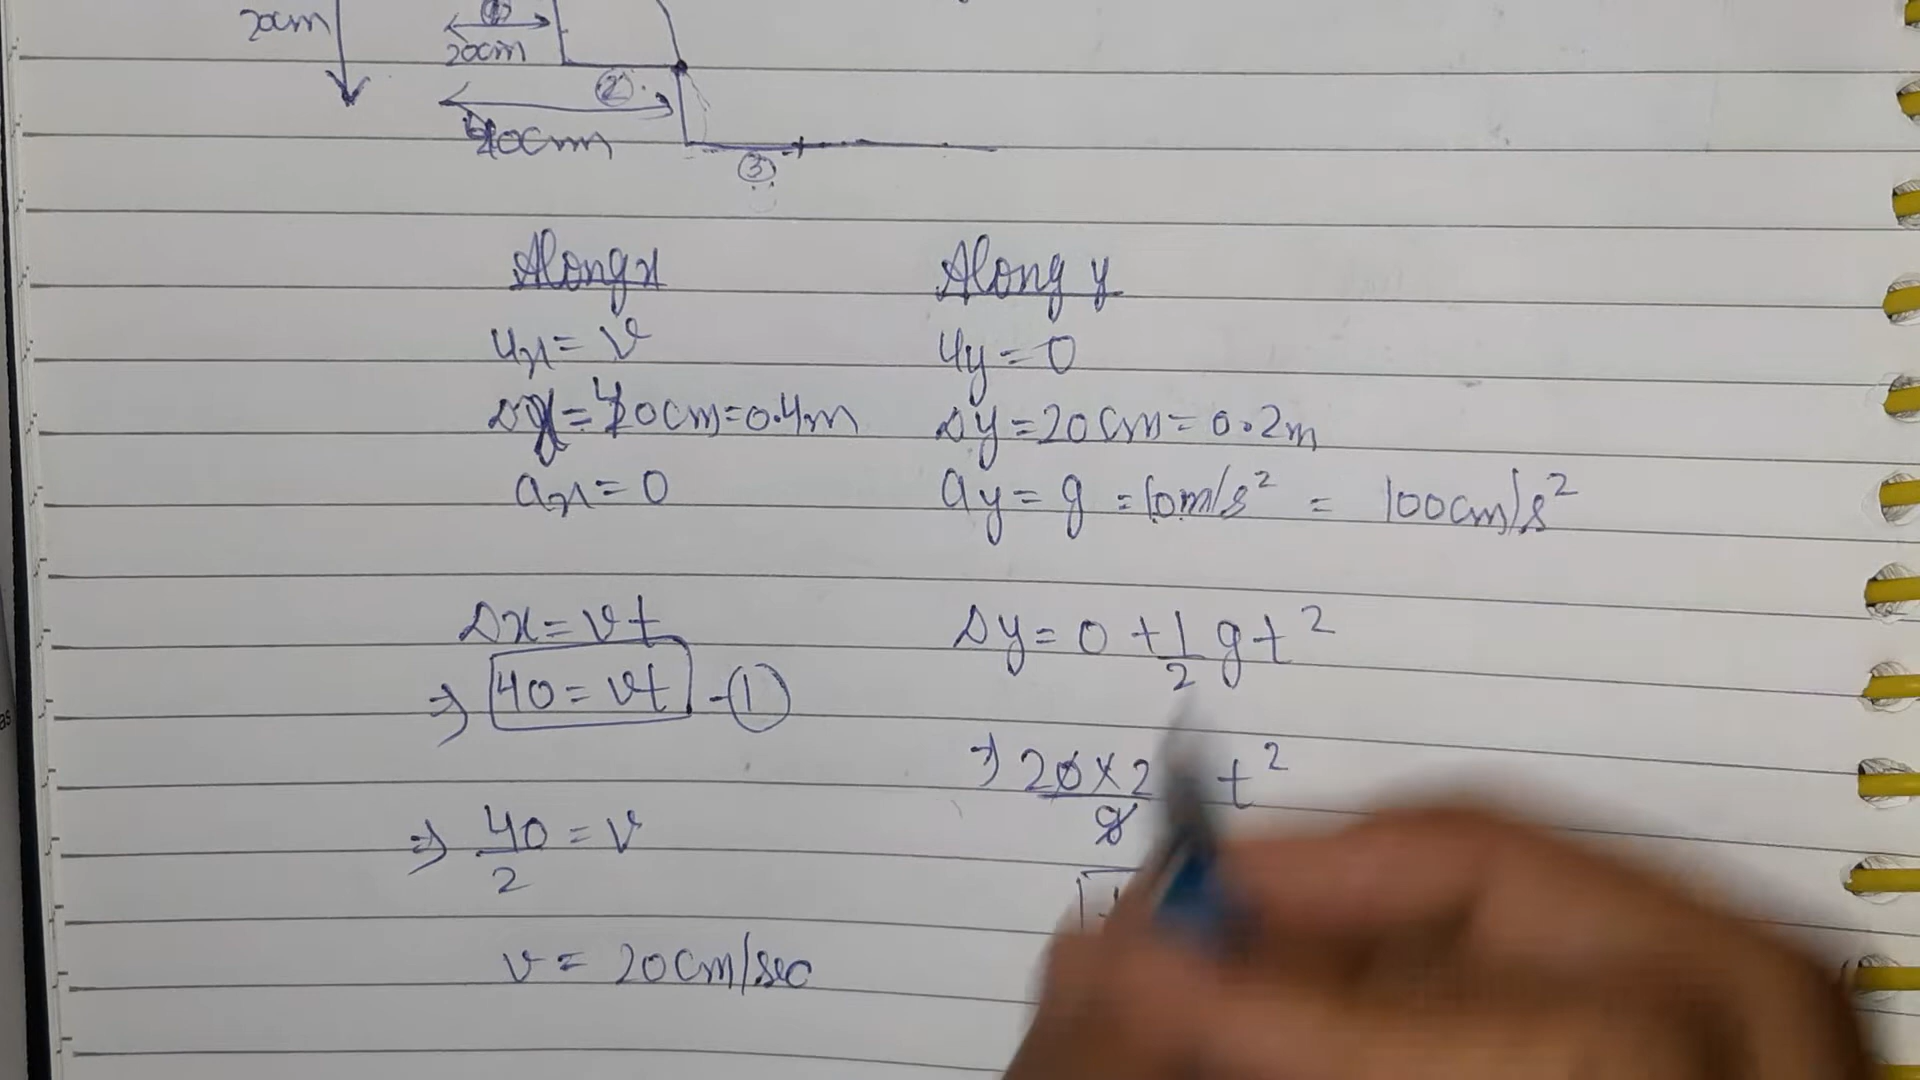 20cm
①
20cm
②
40cm
③
Along x Along y
ux = v uy = 0
Δx = 40cm = 0.4m Δy = 20cm = 0.2m
ax = 0 ay = g = 10m/s² = 100cm/s²
Δx = vt Δy = 0 + 1/2 gt²
⇒ 40 = vt - ① ⇒ 20×2/g t²
⇒ 40/2 = v
v = 20cm/sec